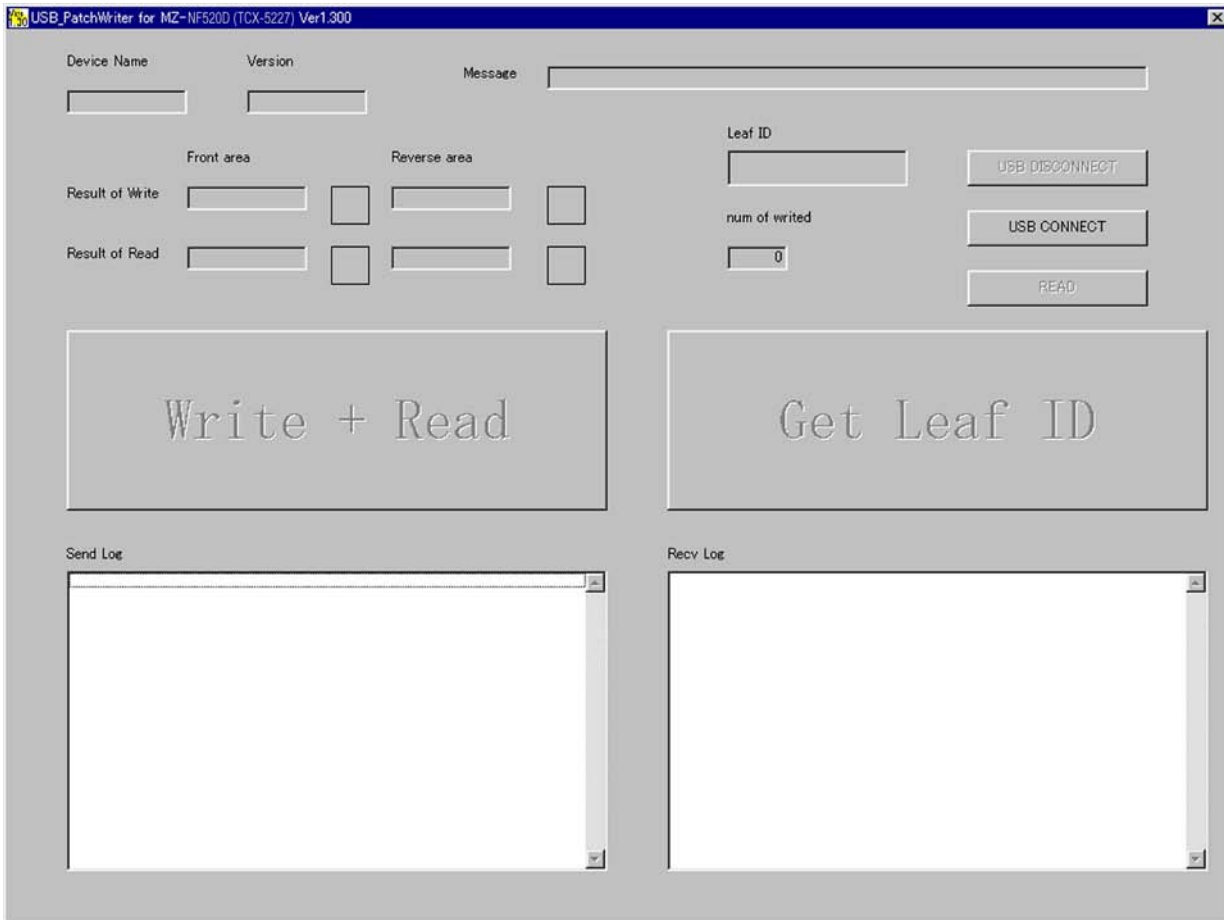 USB_PatchWriter for MZ-NF520D (TCX-5227) Ver1.300
Device Name
Version
Message
Leaf ID
Front area
Reverse area
USB DISCONNECT
Result of Write
num of writed
USB CONNECT
Result of Read
0
READ
Write + Read
Get Leaf ID
Send Log
Recv Log